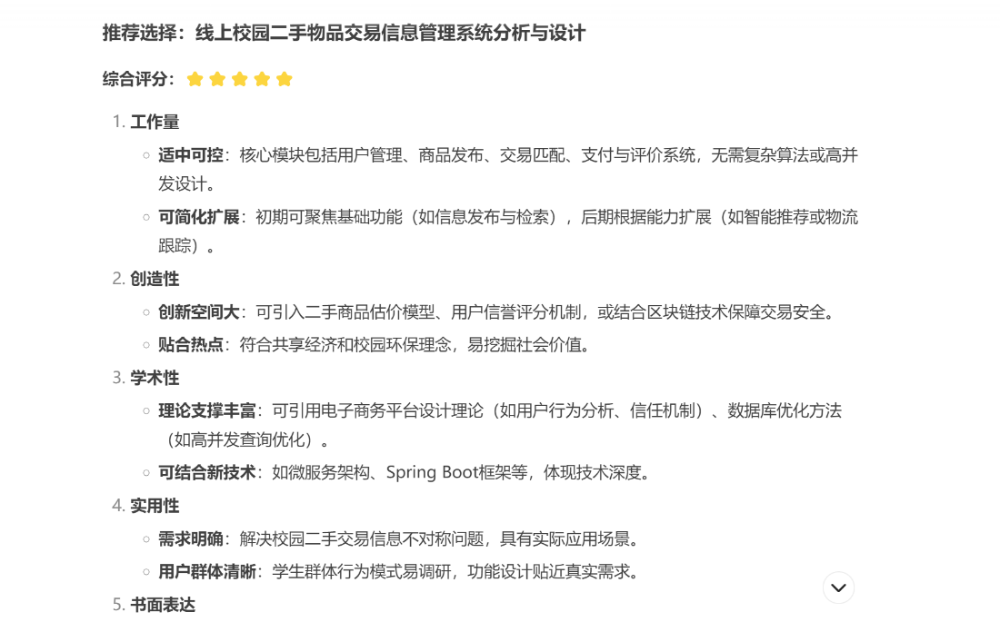 推荐选择：线上校园二手物品交易信息管理系统分析与设计
综合评分：
1. 工作量
适中可控：核心模块包括用户管理、商品发布、交易匹配、支付与评价系统，无需复杂算法或高并
发设计。
可简化扩展：初期可聚焦基础功能（如信息发布与检索），后期根据能力扩展（如智能推荐或物流
跟踪）。
2. 创造性
创新空间大：可引入二手商品估价模型、用户信誉评分机制，或结合区块链技术保障交易安全。
贴合热点：符合共享经济和校园环保理念，易挖掘社会价值。
3. 学术性
理论支撑丰富：可引用电子商务平台设计理论（如用户行为分析、信任机制）、数据库优化方法
（如高并发查询优化）。
可结合新技术：如微服务架构、Spring Boot框架等，体现技术深度。
4. 实用性
需求明确：解决校园二手交易信息不对称问题，具有实际应用场景。
用户群体清晰：学生群体行为模式易调研，功能设计贴近真实需求。
5. 书面表达